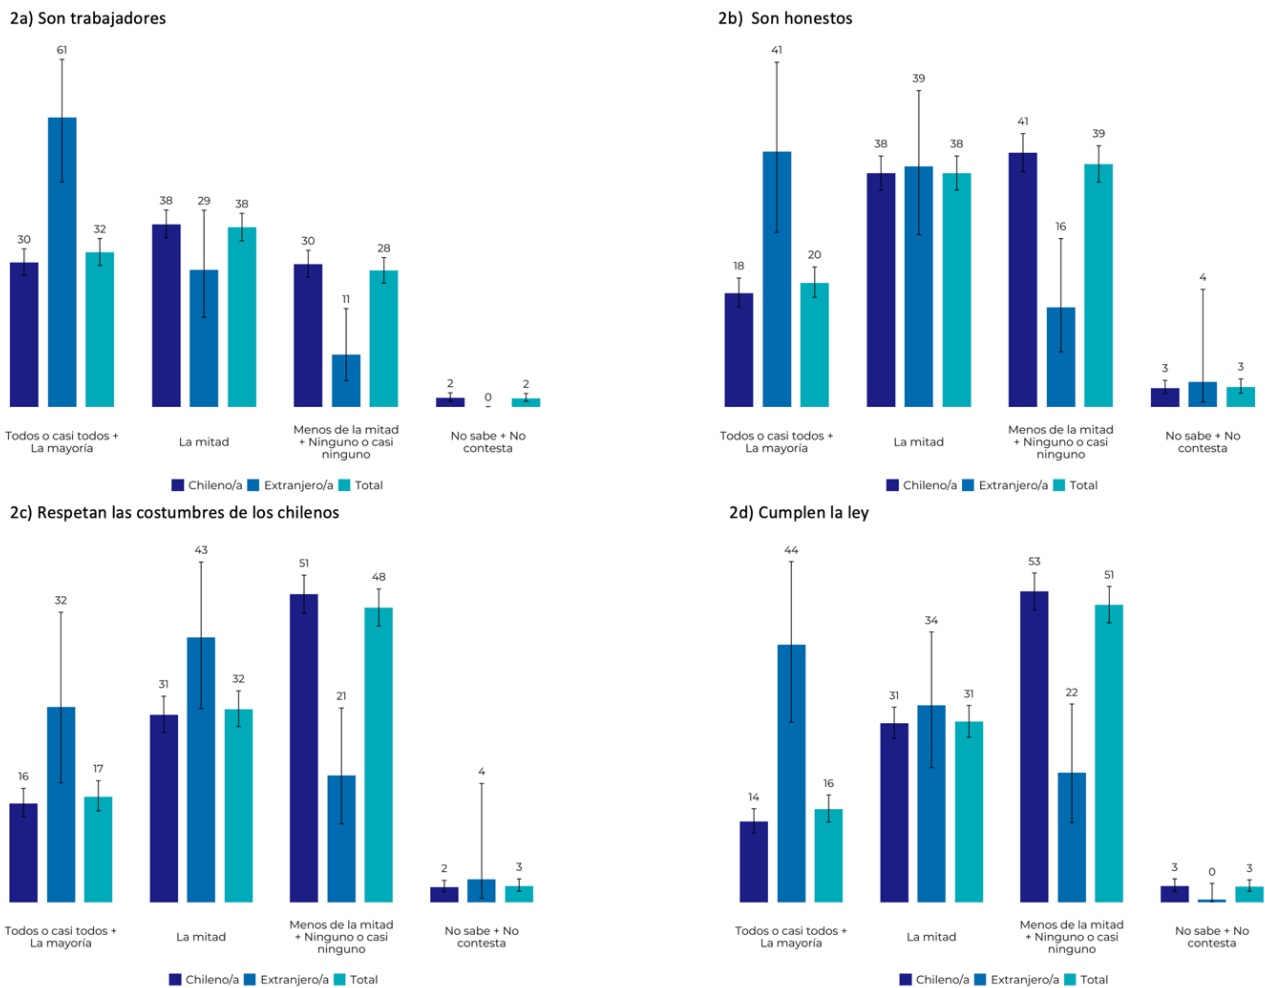 2a) Son trabajadores
61
30
32
38
29
38
30
11
28
2
0
2
Todos o casi todos +
La mayoría
La mitad
Menos de la mitad
+ Ninguno o casi
ninguno
No sabe + No
contesta
Chileno/a Extranjero/a Total
2b) Son honestos
41
18
20
38
39
38
41
16
39
3
4
3
Todos o casi todos +
La mayoría
La mitad
Menos de la mitad
+ Ninguno o casi
ninguno
No sabe + No
contesta
Chileno/a Extranjero/a Total
2c) Respetan las costumbres de los chilenos
16
32
17
31
43
32
51
21
48
2
4
3
Todos o casi todos +
La mayoría
La mitad
Menos de la mitad
+ Ninguno o casi
ninguno
No sabe + No
contesta
Chileno/a Extranjero/a Total
2d) Cumplen la ley
14
44
16
31
34
31
53
22
51
3
0
3
Todos o casi todos +
La mayoría
La mitad
Menos de la mitad
+ Ninguno o casi
ninguno
No sabe + No
contesta
Chileno/a Extranjero/a Total